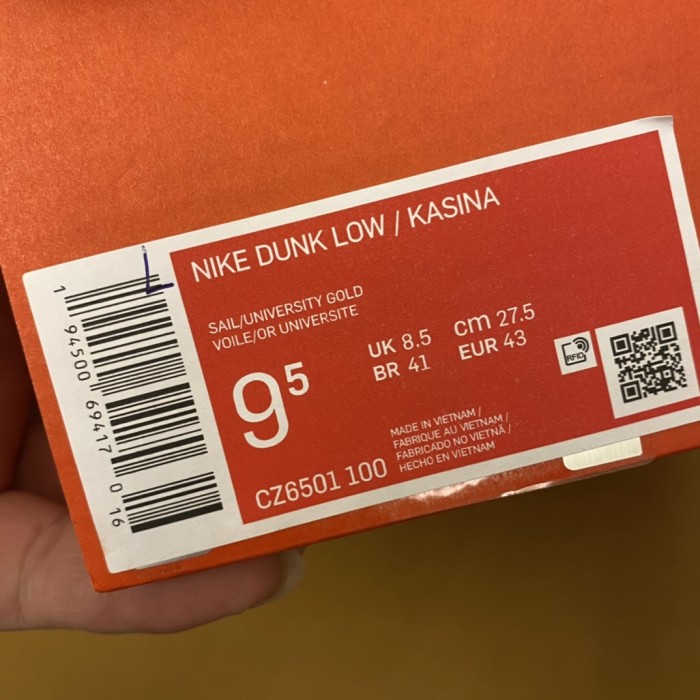 L
NIKE DUNK LOW / KASINA
SAIL/UNIVERSITY GOLD
VOILE/OR UNIVERSITE
9⁵
UK 8.5 cm 27.5
BR 41 EUR 43
RFID
MADE IN VIETNAM /
FABRIQUE AU VIETNAM /
FABRICADO NO VIETNÃ /
HECHO EN VIETNAM
CZ6501 100
1 94500 69417 0 16